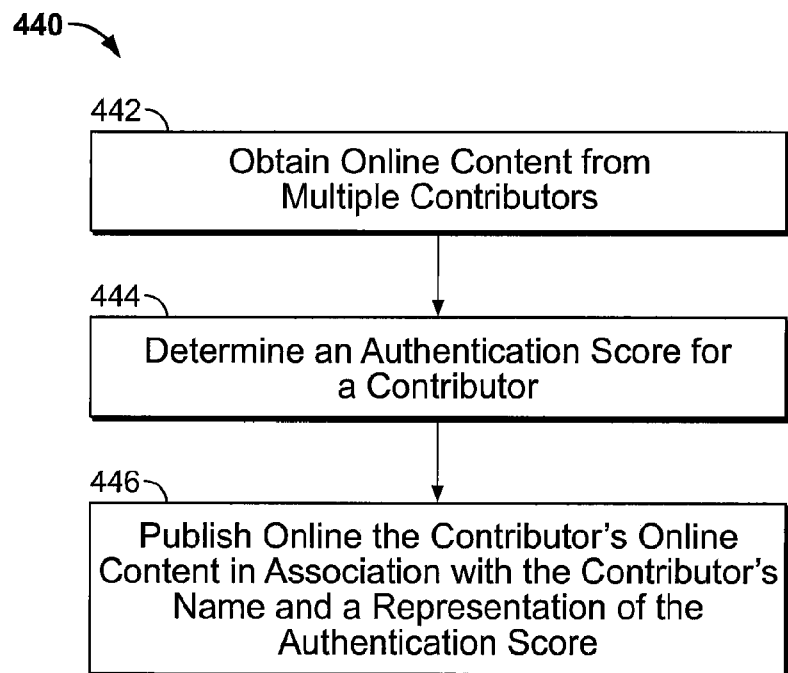 440
442
Obtain Online Content from
Multiple Contributors
444
Determine an Authentication Score for
a Contributor
446
Publish Online the Contributor's Online
Content in Association with the Contributor's
Name and a Representation of the
Authentication Score